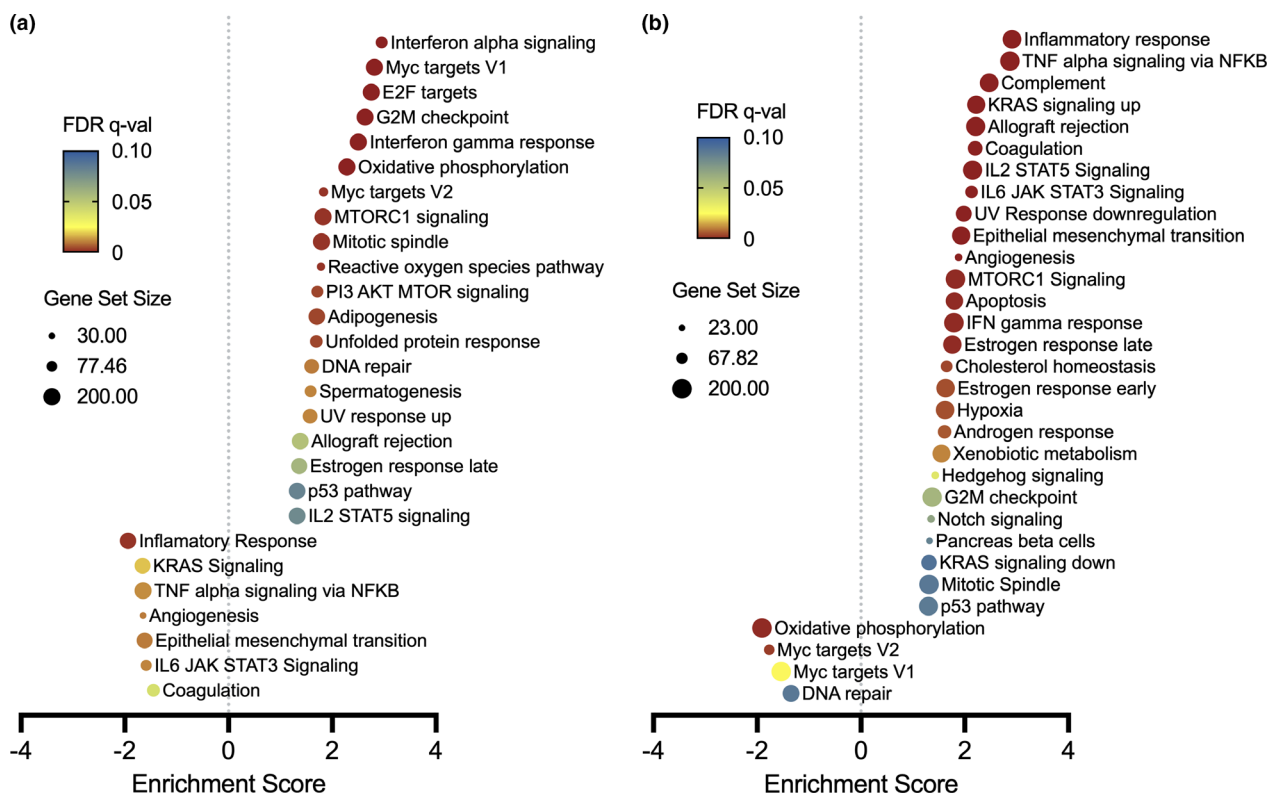 (a)
Interferon alpha signaling
Myc targets V1
E2F targets
G2M checkpoint
Interferon gamma response
Oxidative phosphorylation
Myc targets V2
MTORC1 signaling
Mitotic spindle
Reactive oxygen species pathway
PI3 AKT MTOR signaling
Adipogenesis
Unfolded protein response
DNA repair
Spermatogenesis
UV response up
Allograft rejection
Estrogen response late
p53 pathway
IL2 STAT5 signaling
Inflamatory Response
KRAS Signaling
TNF alpha signaling via NFKB
Angiogenesis
Epithelial mesenchymal transition
IL6 JAK STAT3 Signaling
Coagulation
FDR q-val
0.10
0.05
0
Gene Set Size
30.00
77.46
200.00
-4 -2 0 2 4
Enrichment Score
(b)
Inflammatory response
TNF alpha signaling via NFKB
Complement
KRAS signaling up
Allograft rejection
Coagulation
IL2 STAT5 Signaling
IL6 JAK STAT3 Signaling
UV Response downregulation
Epithelial mesenchymal transition
Angiogenesis
MTORC1 Signaling
Apoptosis
IFN gamma response
Estrogen response late
Cholesterol homeostasis
Estrogen response early
Hypoxia
Androgen response
Xenobiotic metabolism
Hedgehog signaling
G2M checkpoint
Notch signaling
Pancreas beta cells
KRAS signaling down
Mitotic Spindle
p53 pathway
Oxidative phosphorylation
Myc targets V2
Myc targets V1
DNA repair
FDR q-val
0.10
0.05
0
Gene Set Size
23.00
67.82
200.00
-4 -2 0 2 4
Enrichment Score